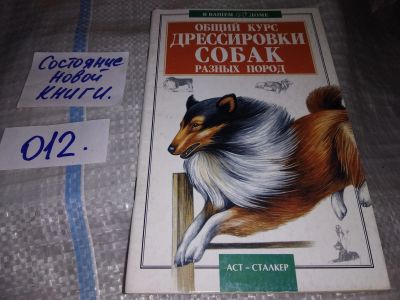 Состояние
новой
книги.
012.
В ВАШЕМ ДОМЕ
ОБЩИЙ КУРС
ДРЕССИРОВКИ
СОБАК
РАЗНЫХ ПОРОД
АСТ – СТАЛКЕР